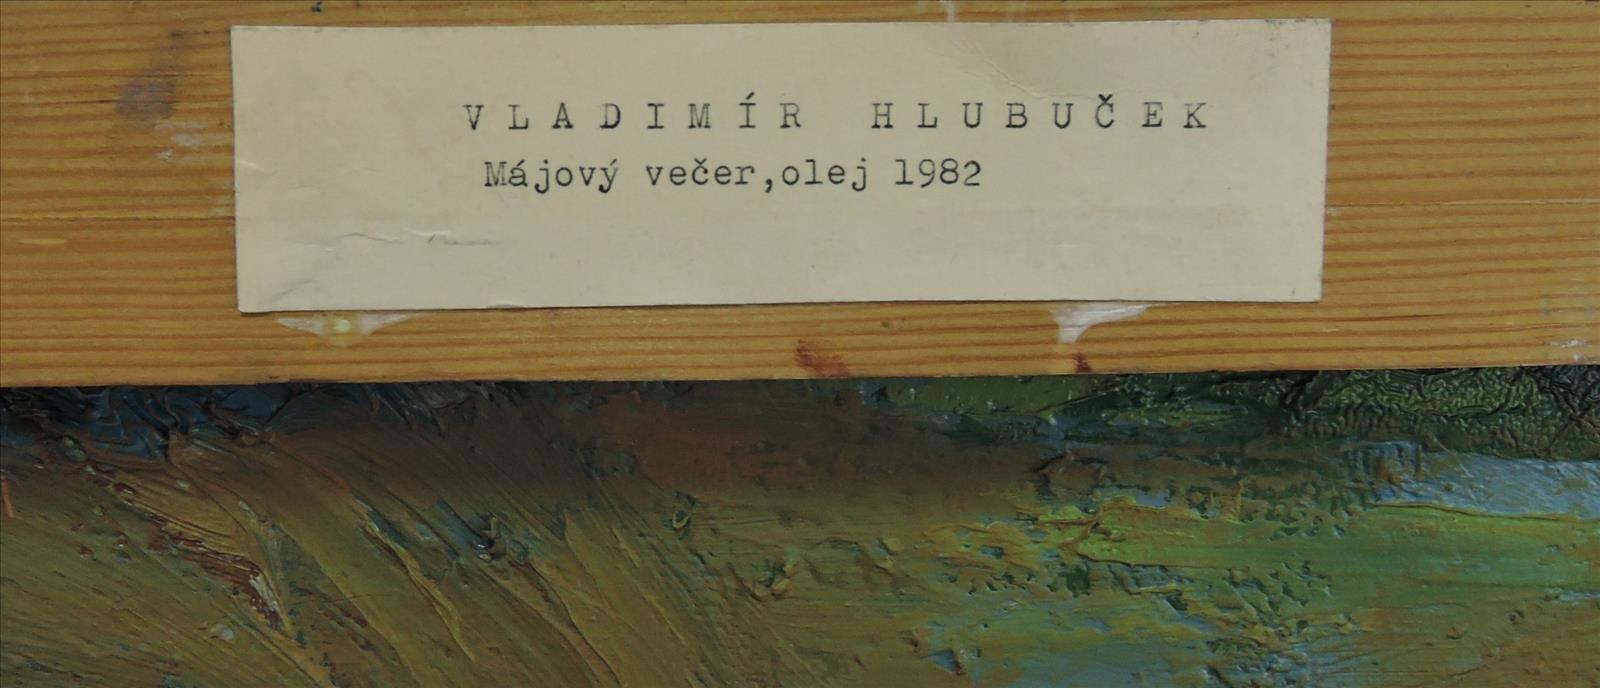 VLADIMÍR HLUBUČEK
Májový večer,olej 1982